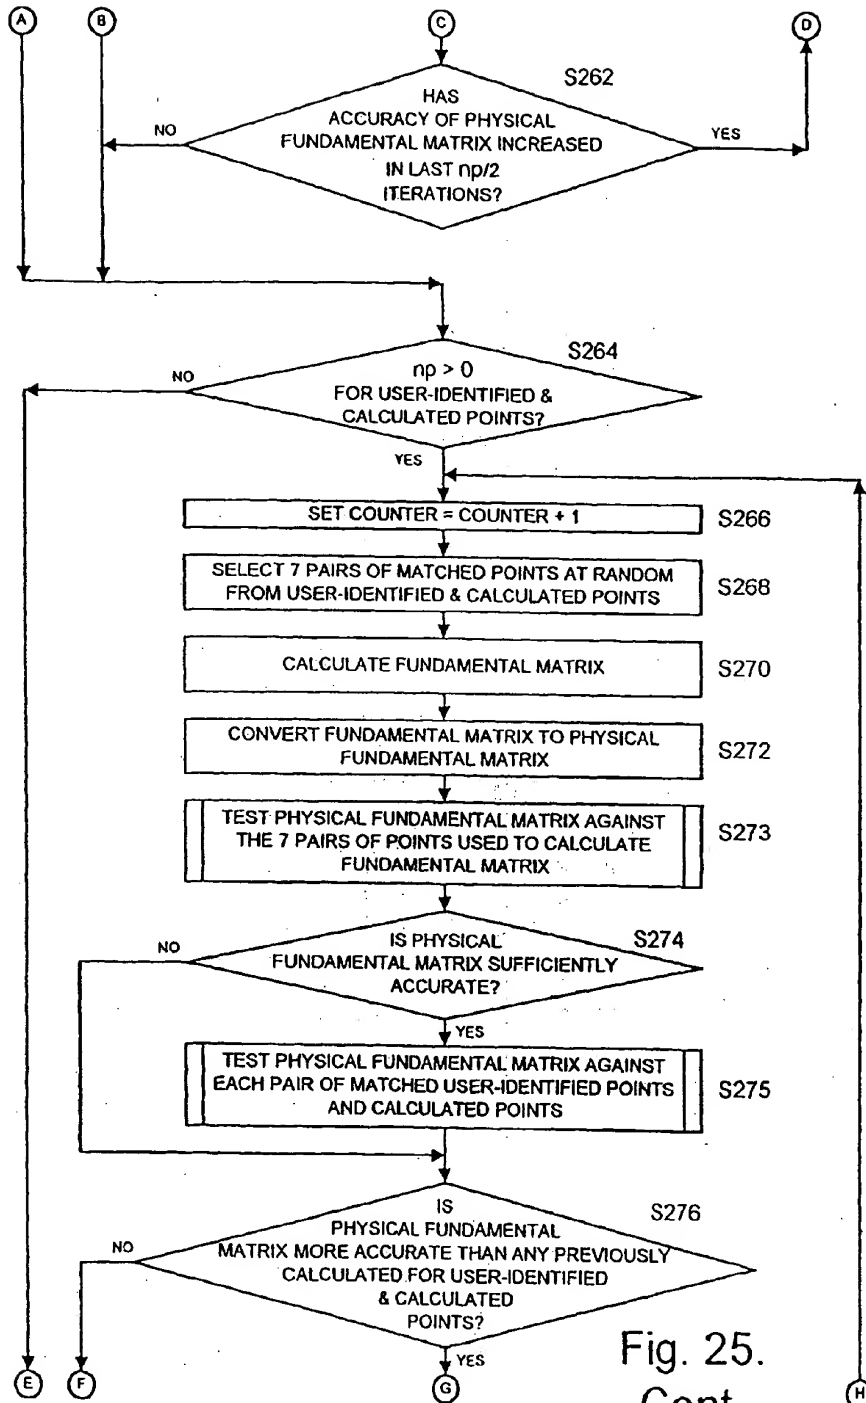 A
B
C
D
S262
HAS
ACCURACY OF PHYSICAL
FUNDAMENTAL MATRIX INCREASED
IN LAST np/2
ITERATIONS?
NO
YES
S264
np > 0
FOR USER-IDENTIFIED &
CALCULATED POINTS?
NO
YES
SET COUNTER = COUNTER + 1
S266
SELECT 7 PAIRS OF MATCHED POINTS AT RANDOM
FROM USER-IDENTIFIED & CALCULATED POINTS
S268
CALCULATE FUNDAMENTAL MATRIX
S270
CONVERT FUNDAMENTAL MATRIX TO PHYSICAL
FUNDAMENTAL MATRIX
S272
TEST PHYSICAL FUNDAMENTAL MATRIX AGAINST
THE 7 PAIRS OF POINTS USED TO CALCULATE
FUNDAMENTAL MATRIX
S273
S274
IS PHYSICAL
FUNDAMENTAL MATRIX SUFFICIENTLY
ACCURATE?
NO
YES
TEST PHYSICAL FUNDAMENTAL MATRIX AGAINST
EACH PAIR OF MATCHED USER-IDENTIFIED POINTS
AND CALCULATED POINTS
S275
S276
IS
PHYSICAL FUNDAMENTAL
MATRIX MORE ACCURATE THAN ANY PREVIOUSLY
CALCULATED FOR USER-IDENTIFIED
& CALCULATED
POINTS?
NO
YES
E
F
G
H
Fig. 25.
Cont